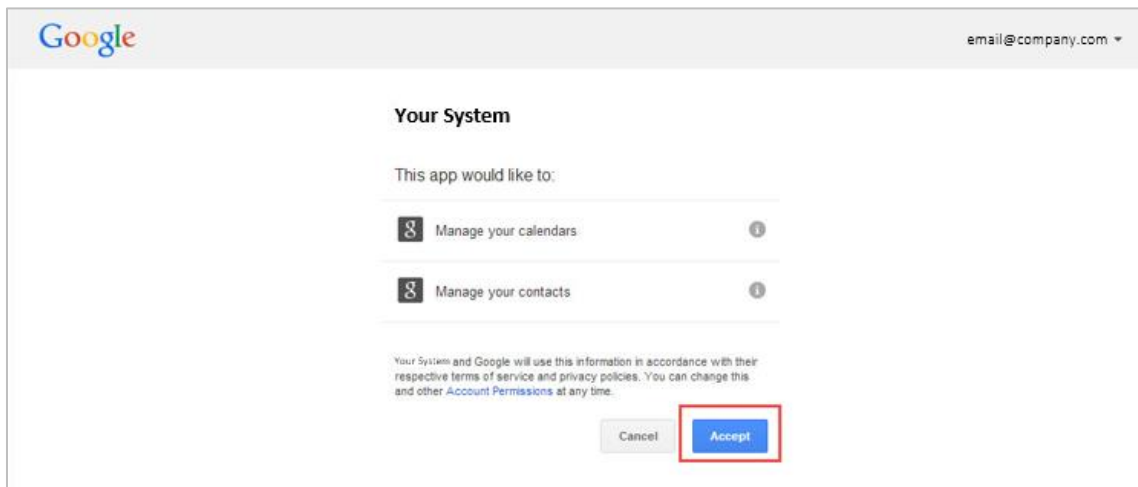 Google
email@company.com
Your System
This app would like to:
Manage your calendars
Manage your contacts
Your System and Google will use this information in accordance with their
respective terms of service and privacy policies. You can change this
and other Account Permissions at any time.
Cancel Accept